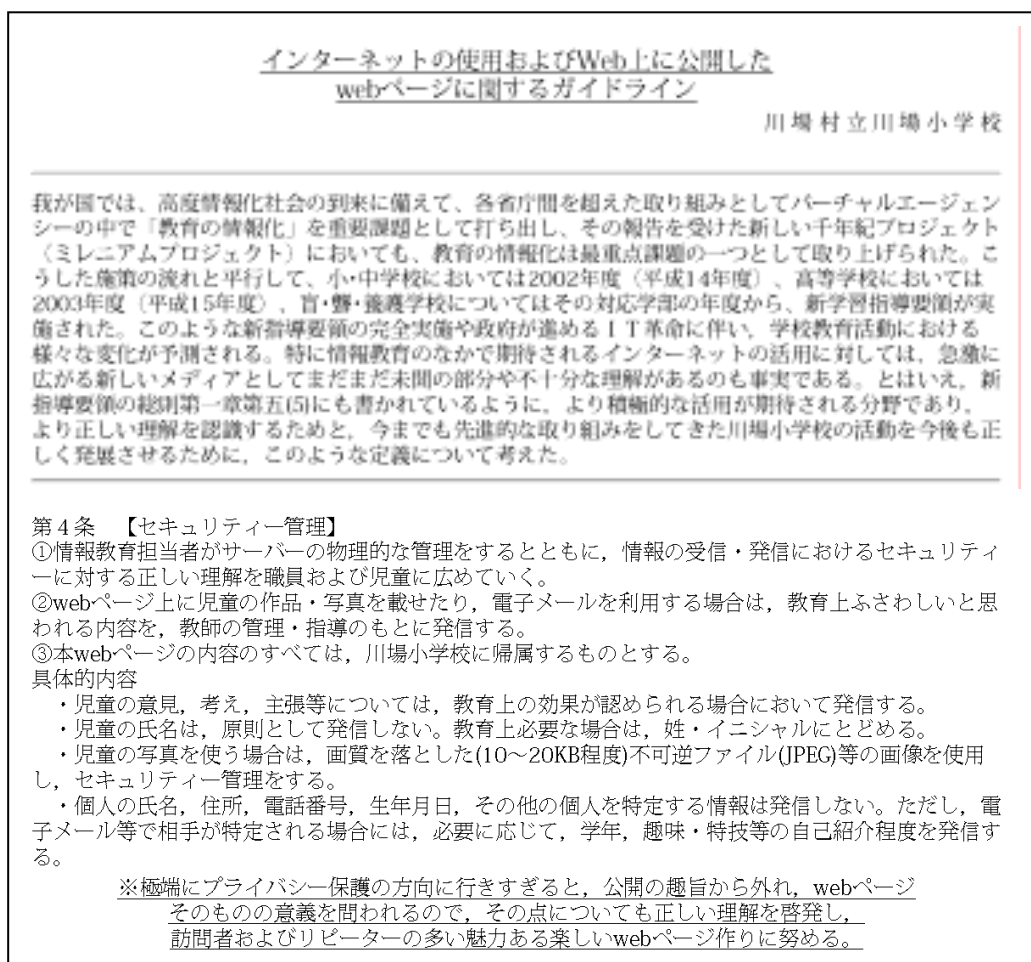 インターネットの使用およびWeb上に公開した
webページに関するガイドライン
川場村立川場小学校
我が国では、高度情報化社会の到来に備えて、各省庁間を超えた取り組みとしてバーチャルエージェン
シーの中で「教育の情報化」を重要課題として打ち出し、その報告を受けた新しい千年紀プロジェクト
（ミレニアムプロジェクト）においても、教育の情報化は最重点課題の一つとして取り上げられた。こ
うした施策の流れと平行して、小・中学校においては2002年度（平成14年度）、高等学校においては
2003年度（平成15年度）、盲・聾・養護学校についてはその対応学部の年度から、新学習指導要領が実
施された。このような新指導要領の完全実施や政府が進めるＩＴ革命に伴い，学校教育活動における
様々な変化が予測される。特に情報教育のなかで期待されるインターネットの活用に対しては、急激に
広がる新しいメディアとしてまだまだ未開の部分や不十分な理解があるのも事実である。とはいえ，新
指導要領の総則第一章第五(5)にも書かれているように，より積極的な活用が期待される分野であり，
より正しい理解を認識するためと，今までも先進的な取り組みをしてきた川場小学校の活動を今後も正
しく発展させるために，このような定義について考えた。
第４条　【セキュリティー管理】
①情報教育担当者がサーバーの物理的な管理をするとともに，情報の受信・発信におけるセキュリティ
ーに対する正しい理解を職員および児童に広めていく。
②webページ上に児童の作品・写真を載せたり，電子メールを利用する場合は，教育上ふさわしいと思
われる内容を，教師の管理・指導のもとに発信する。
③本webページの内容のすべては，川場小学校に帰属するものとする。
具体的内容
・児童の意見，考え，主張等については，教育上の効果が認められる場合において発信する。
・児童の氏名は，原則として発信しない。教育上必要な場合は，姓・イニシャルにとどめる。
・児童の写真を使う場合は，画質を落とした(10～20KB程度)不可逆ファイル(JPEG)等の画像を使用
し，セキュリティー管理をする。
・個人の氏名，住所，電話番号，生年月日，その他の個人を特定する情報は発信しない。ただし，電
子メール等で相手が特定される場合には，必要に応じて，学年，趣味・特技等の自己紹介程度を発信す
る。
※極端にプライバシー保護の方向に行きすぎると，公開の趣旨から外れ，webページ
そのものの意義を問われるので，その点についても正しい理解を啓発し，
訪問者およびリピーターの多い魅力ある楽しいwebページ作りに努める。